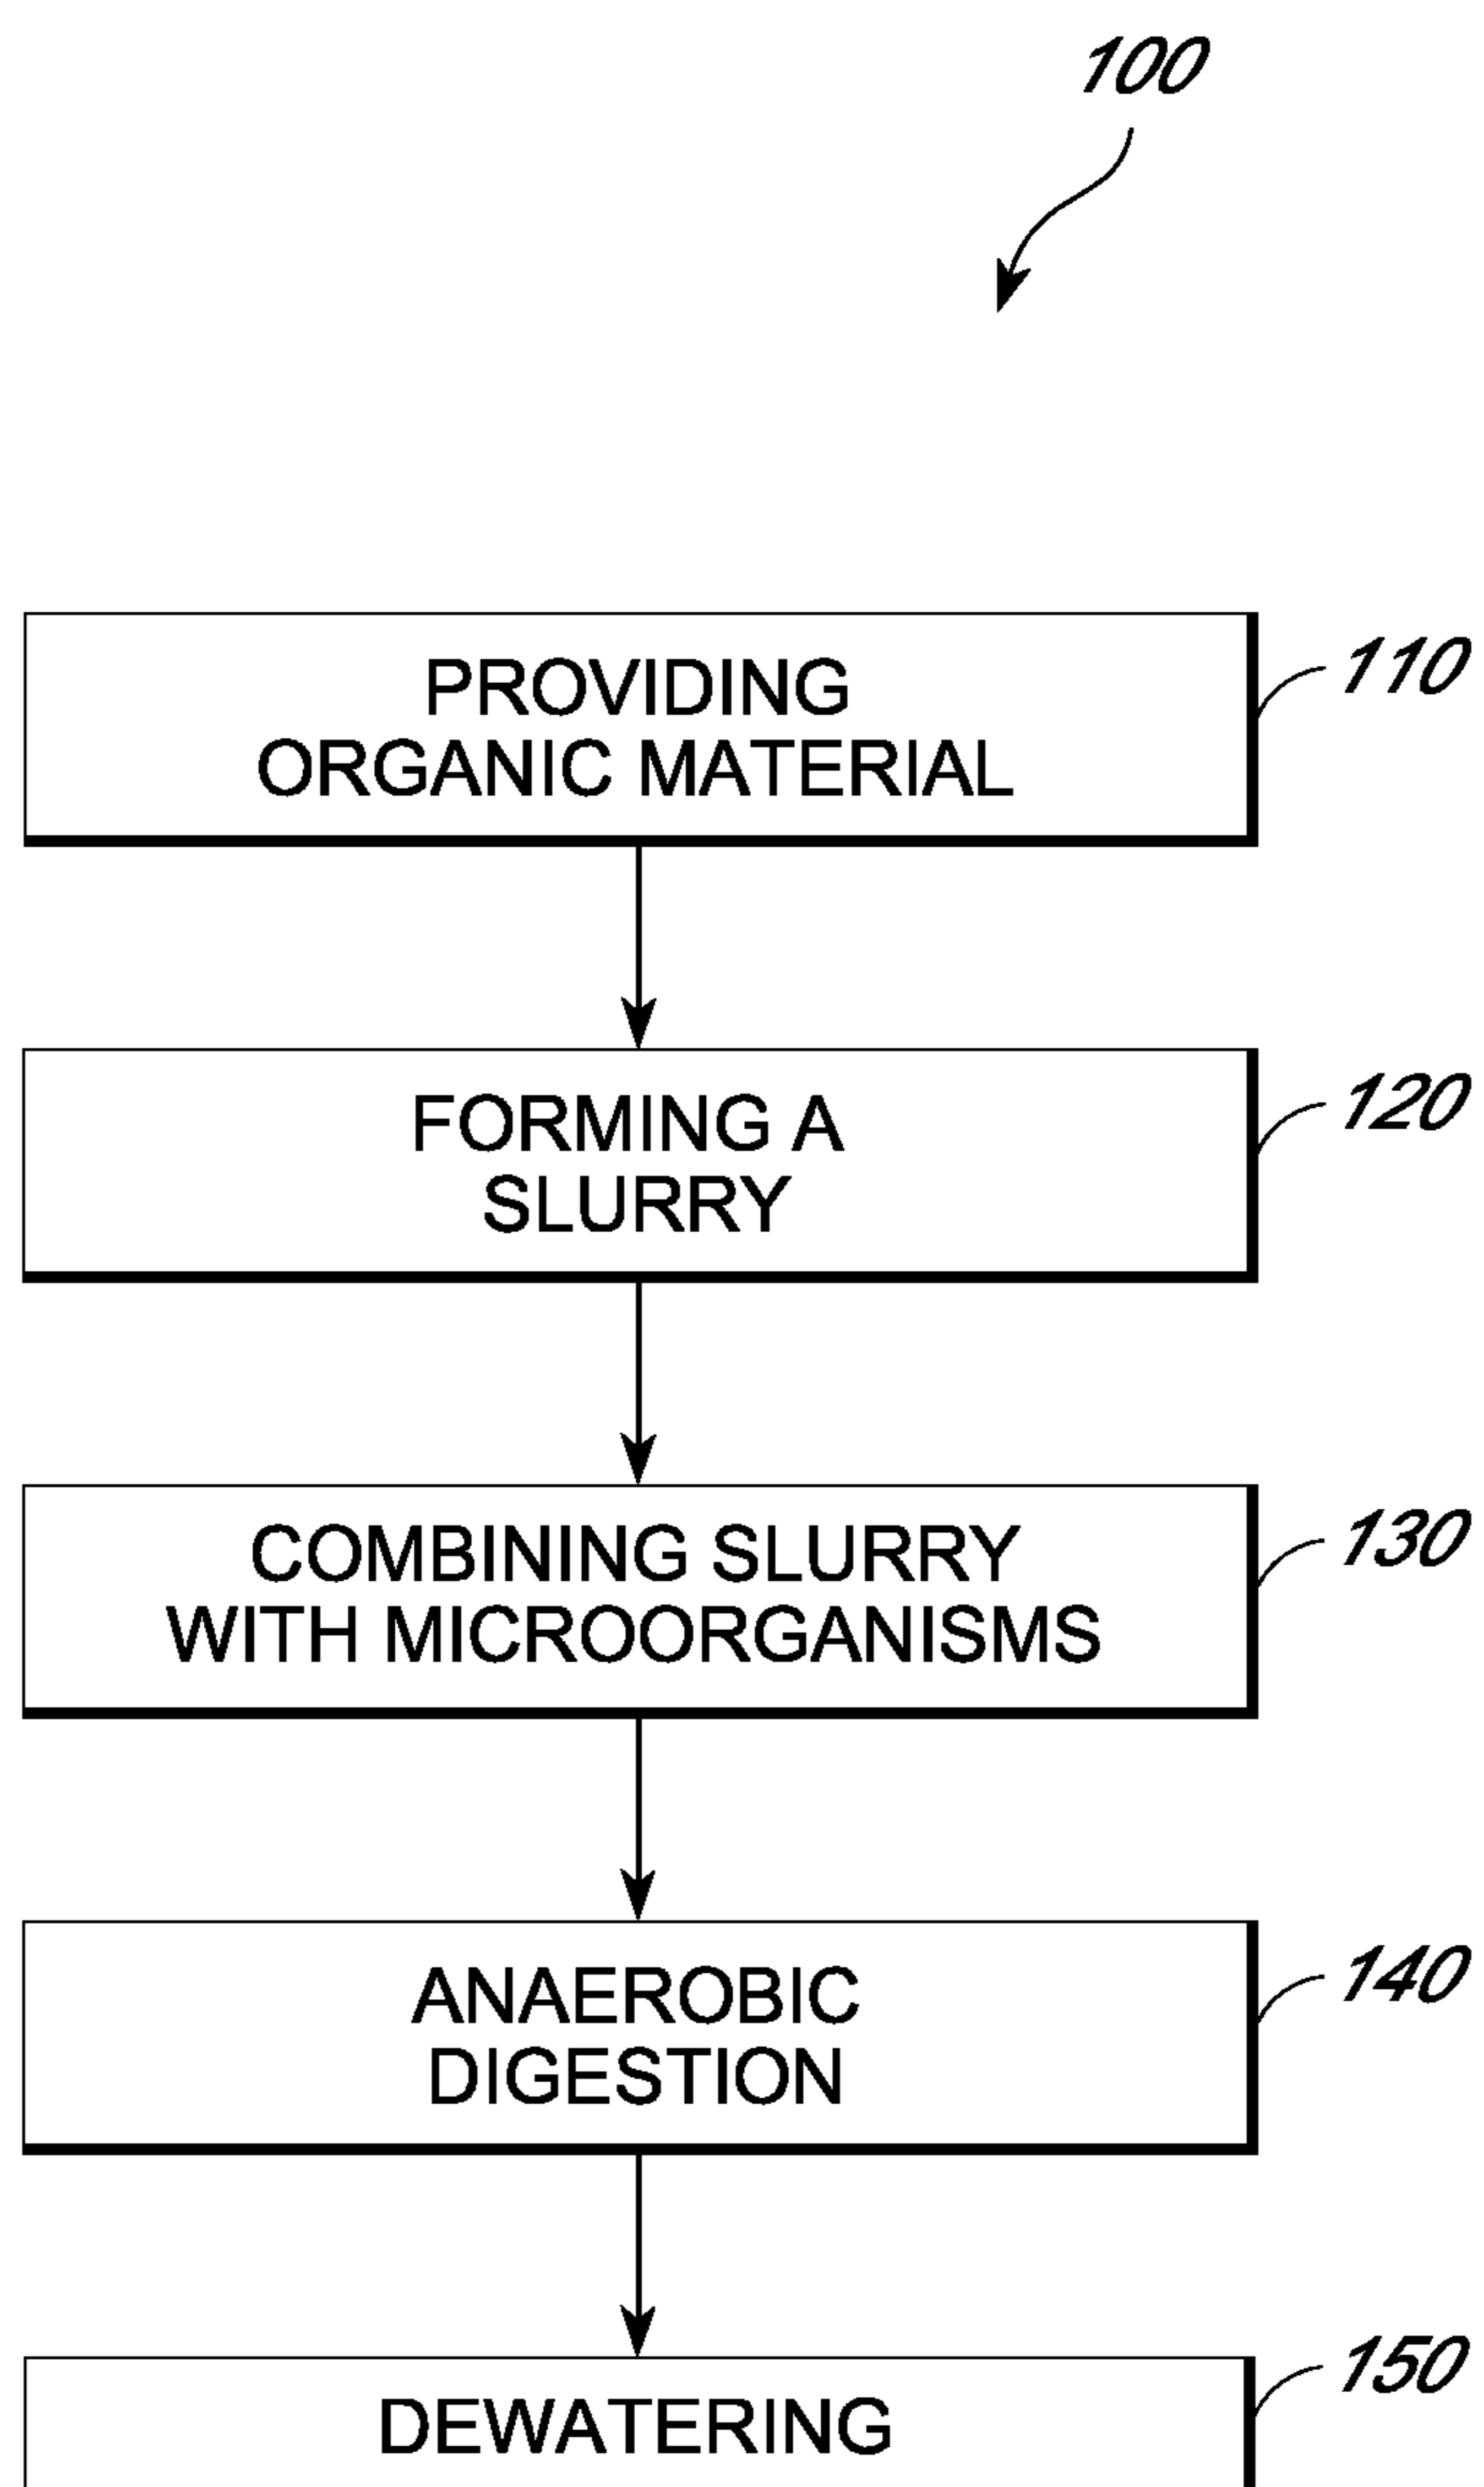 100
PROVIDING
ORGANIC MATERIAL
110
FORMING A
SLURRY
120
COMBINING SLURRY
WITH MICROORGANISMS
130
ANAEROBIC
DIGESTION
140
DEWATERING
150